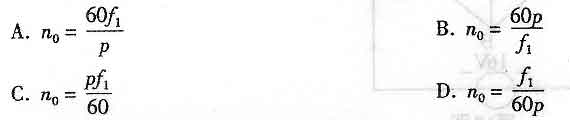 A. n₀ = 60f₁/p
B. n₀ = 60p/f₁
C. n₀ = pf₁/60
D. n₀ = f₁/60p